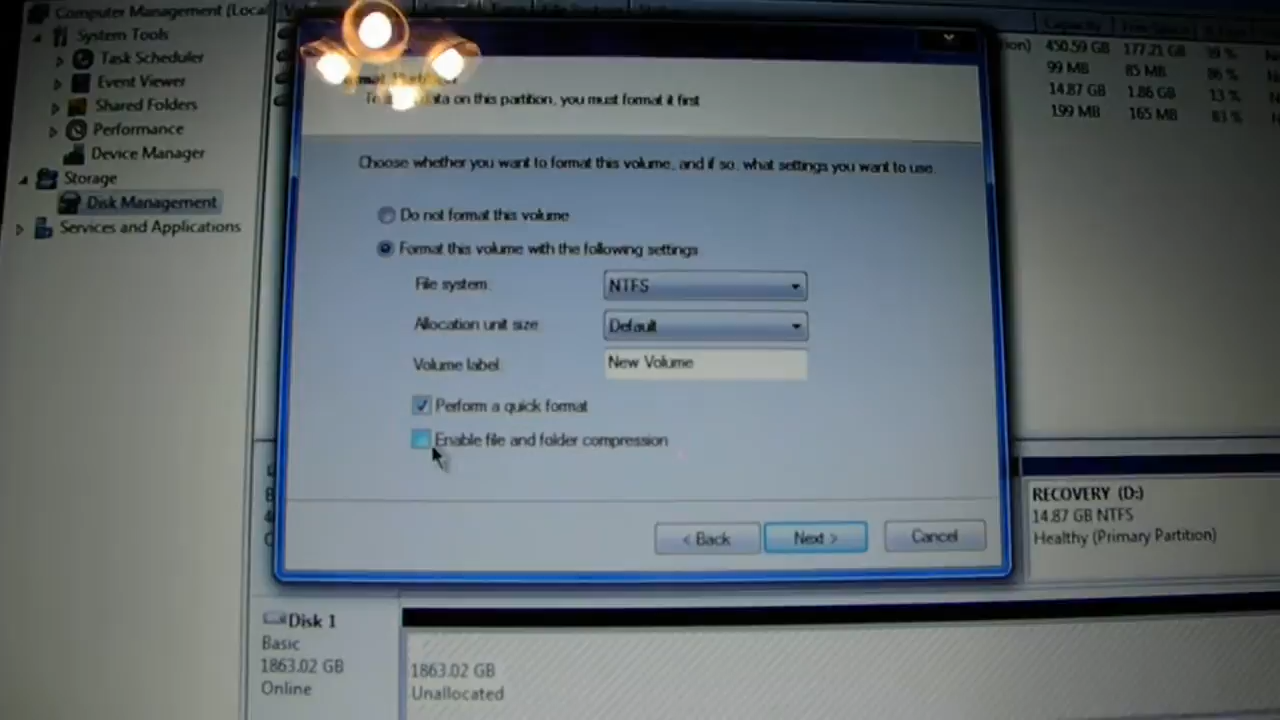 Computer Management (Local
System Tools
Task Scheduler
Event Viewer
Shared Folders
Performance
Device Manager
Storage
Disk Management
Services and Applications
Capacity
450.59 GB 177.21 GB 39 %
99 MB 85 MB 86 %
14.87 GB 1.86 GB 13 %
199 MB 165 MB 83 %
data on this partition, you must format it first
Choose whether you want to format this volume, and if so, what settings you want to use.
Do not format this volume
Format this volume with the following settings
File system: NTFS
Allocation unit size: Default
Volume label: New Volume
Perform a quick format
Enable file and folder compression
< Back Next > Cancel
RECOVERY (D:)
14.87 GB NTFS
Healthy (Primary Partition)
Disk 1
Basic
1863.02 GB
Online
1863.02 GB
Unallocated